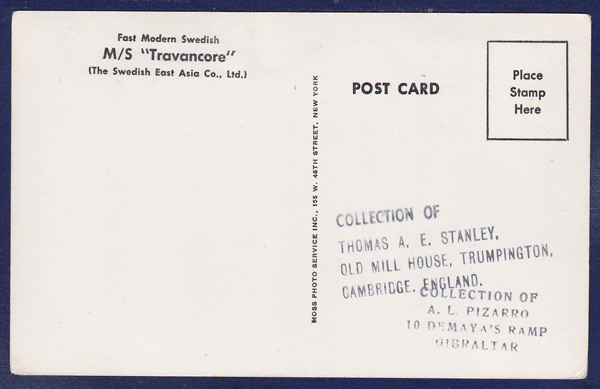 Fast Modern Swedish
M/S "Travancore"
(The Swedish East Asia Co., Ltd.)
MOSS PHOTO SERVICE INC., 155 W. 46TH STREET, NEW YORK
POST CARD
Place
Stamp
Here
COLLECTION OF
THOMAS A. E. STANLEY,
OLD MILL HOUSE, TRUMPINGTON,
CAMBRIDGE. ENGLAND.
COLLECTION OF
A. L. PIZARRO
10 DEMAYA'S RAMP
GIBRALTAR